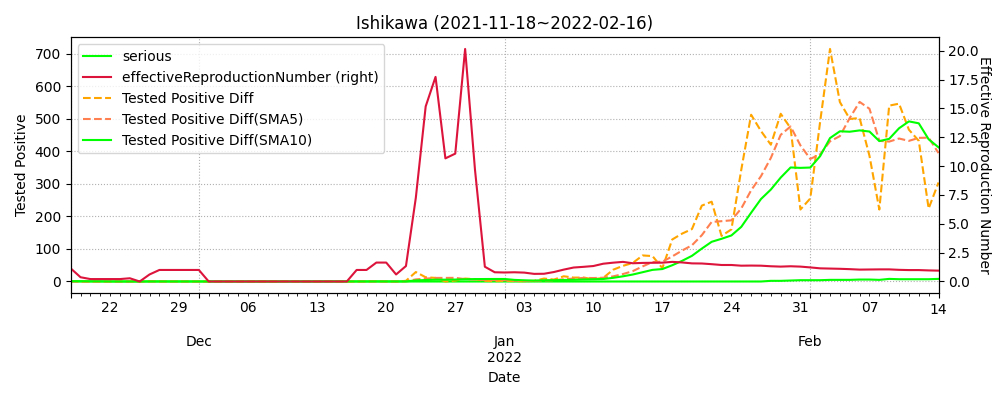 Ishikawa (2021-11-18~2022-02-16)
serious
effectiveReproductionNumber (right)
Tested Positive Diff
Tested Positive Diff(SMA5)
Tested Positive Diff(SMA10)
Tested Positive
700
600
500
400
300
200
100
0
20.0
17.5
15.0
12.5
10.0
7.5
5.0
2.5
0.0
Effective Reproduction Number
22 29 06 13 20 27 03 10 17 24 31 07 14
Dec Jan Feb
2022
Date